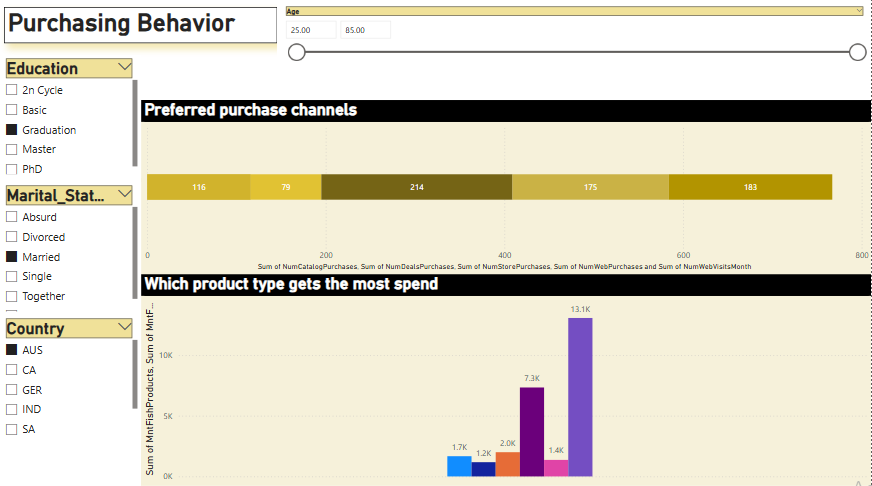 Purchasing Behavior
Age
25.00 85.00
Education
2n Cycle
Basic
Graduation
Master
PhD
Marital_Stat...
Absurd
Divorced
Married
Single
Together
Country
AUS
CA
GER
IND
SA
Preferred purchase channels
116 79 214 175 183
0 200 400 600 800
Sum of NumCatalogPurchases, Sum of NumDealsPurchases, Sum of NumStorePurchases, Sum of NumWebPurchases and Sum of NumWebVisitsMonth
Which product type gets the most spend
Sum of MntFishProducts, Sum of MntF...
10K
5K
0K
1.7K 1.2K 2.0K 7.3K 1.4K 13.1K